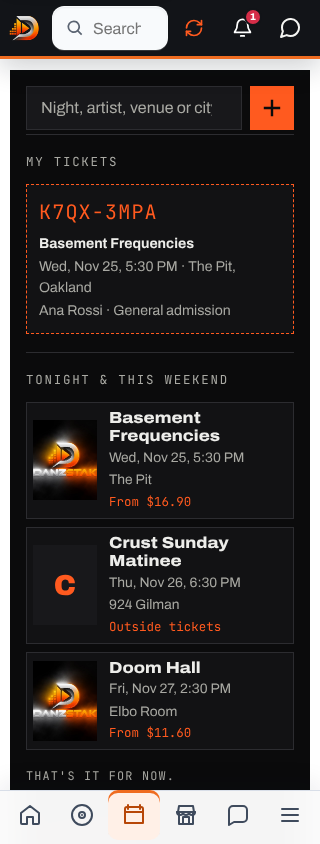 Search
1
Night, artist, venue or cit
+
MY TICKETS
K7QX-3MPA
Basement Frequencies
Wed, Nov 25, 5:30 PM · The Pit,
Oakland
Ana Rossi · General admission
TONIGHT & THIS WEEKEND
Basement
Frequencies
Wed, Nov 25, 5:30 PM
The Pit
From $16.90
DANZSTAK
C
Crust Sunday
Matinee
Thu, Nov 26, 6:30 PM
924 Gilman
Outside tickets
Doom Hall
Fri, Nov 27, 2:30 PM
Elbo Room
From $11.60
DANZSTAK
THAT'S IT FOR NOW.